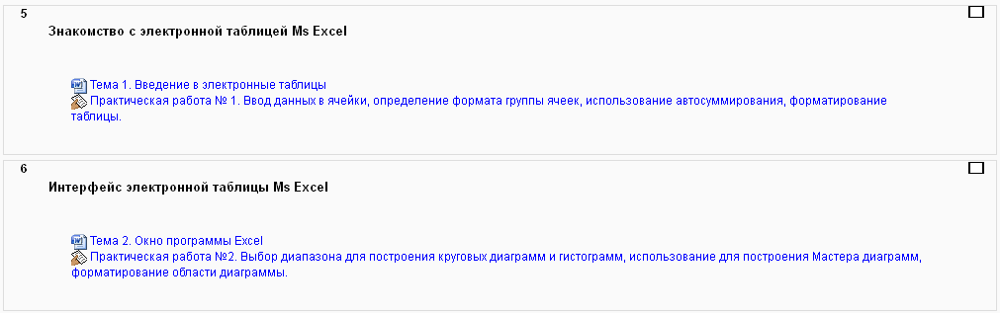 5
Знакомство с электронной таблицей Ms Excel
Тема 1. Введение в электронные таблицы
Практическая работа № 1. Ввод данных в ячейки, определение формата группы ячеек, использование автосуммирования, форматирование
таблицы.
6
Интерфейс электронной таблицы Ms Excel
Тема 2. Окно программы Excel
Практическая работа №2. Выбор диапазона для построения круговых диаграмм и гистограмм, использование для построения Мастера диаграмм,
форматирование области диаграммы.